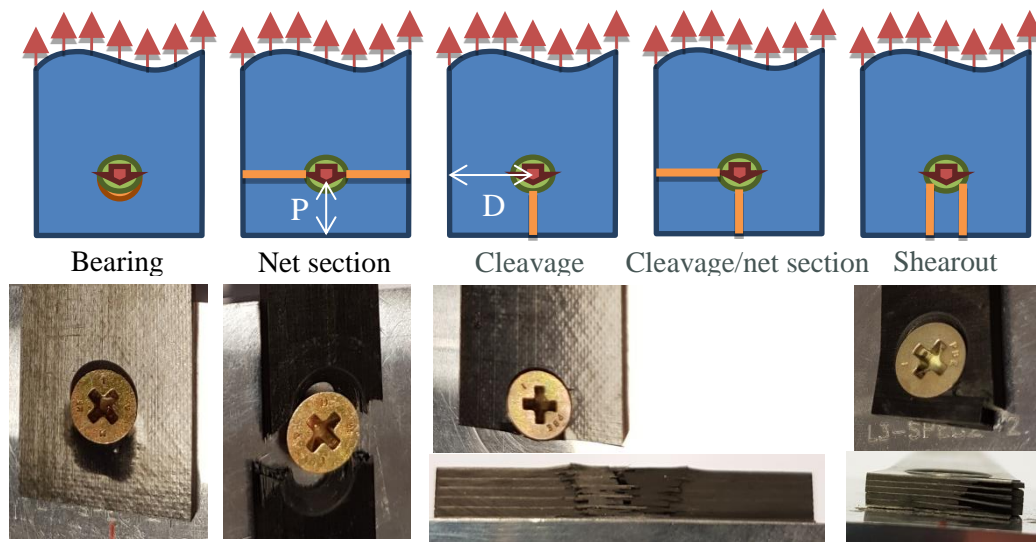 P
D
Bearing
Net section
Cleavage
Cleavage/net section
Shearout